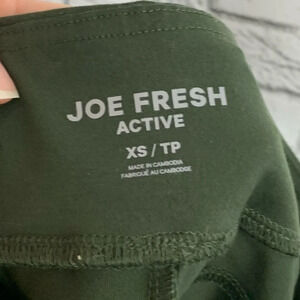 JOE FRESH
ACTIVE
XS / TP
MADE IN CAMBODIA
FABRIQUÉ AU CAMBODGE